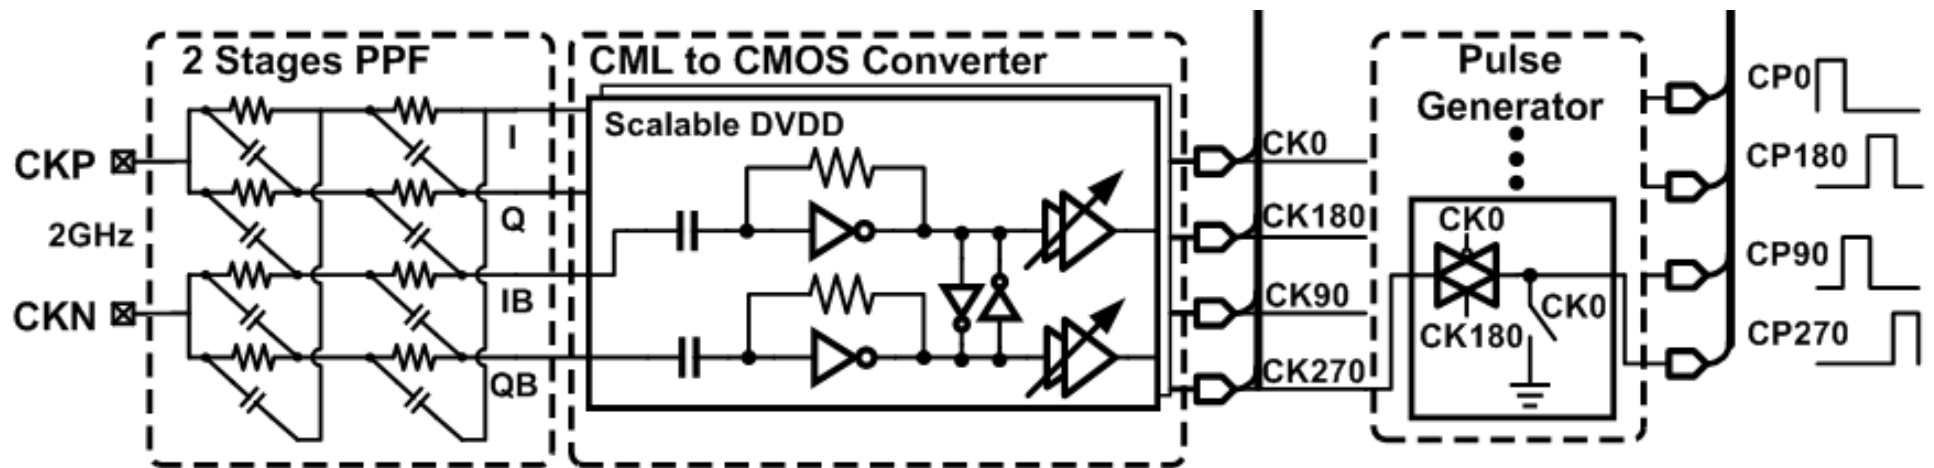 2 Stages PPF
CKP
2GHz
CKN
I
Q
IB
QB
CML to CMOS Converter
Scalable DVDD
CK0
CK180
CK90
CK270
Pulse
Generator
CK0
CK180
CK0
CP0
CP180
CP90
CP270